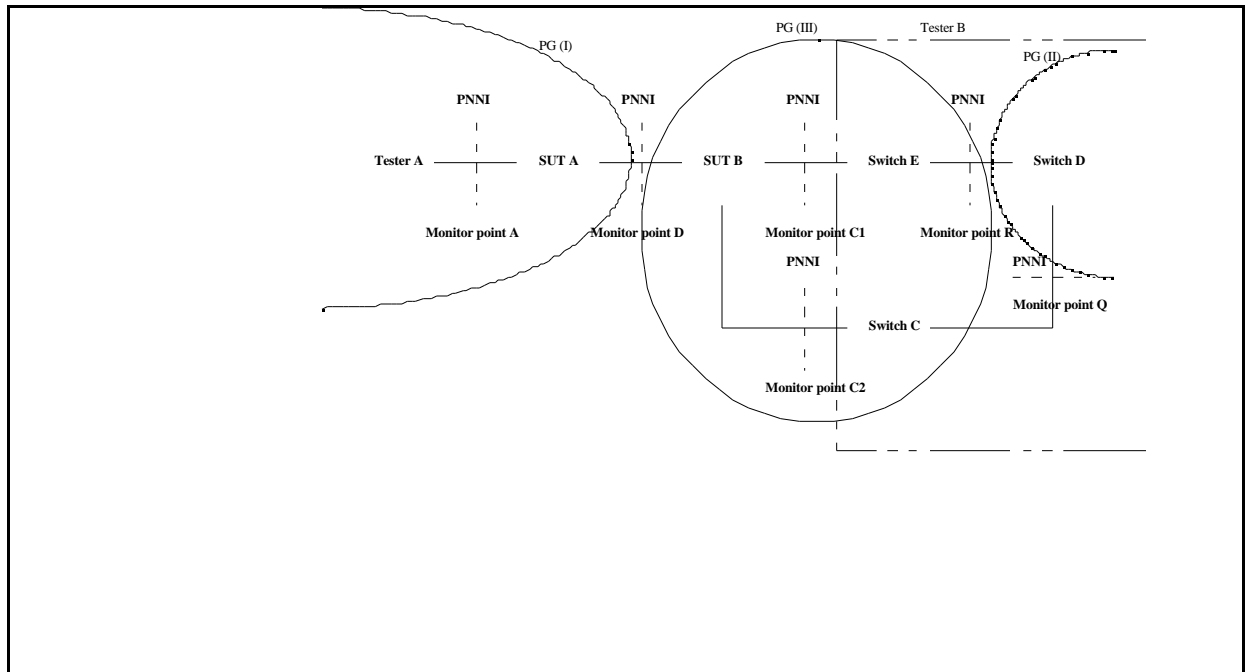 PG (III)
Tester B
PG (I)
PG (II)
PNNI
PNNI
PNNI
PNNI
Tester A
SUT A
SUT B
Switch E
Switch D
Monitor point A
Monitor point D
Monitor point C1
Monitor point R
PNNI
PNNI
Monitor point Q
Switch C
Monitor point C2